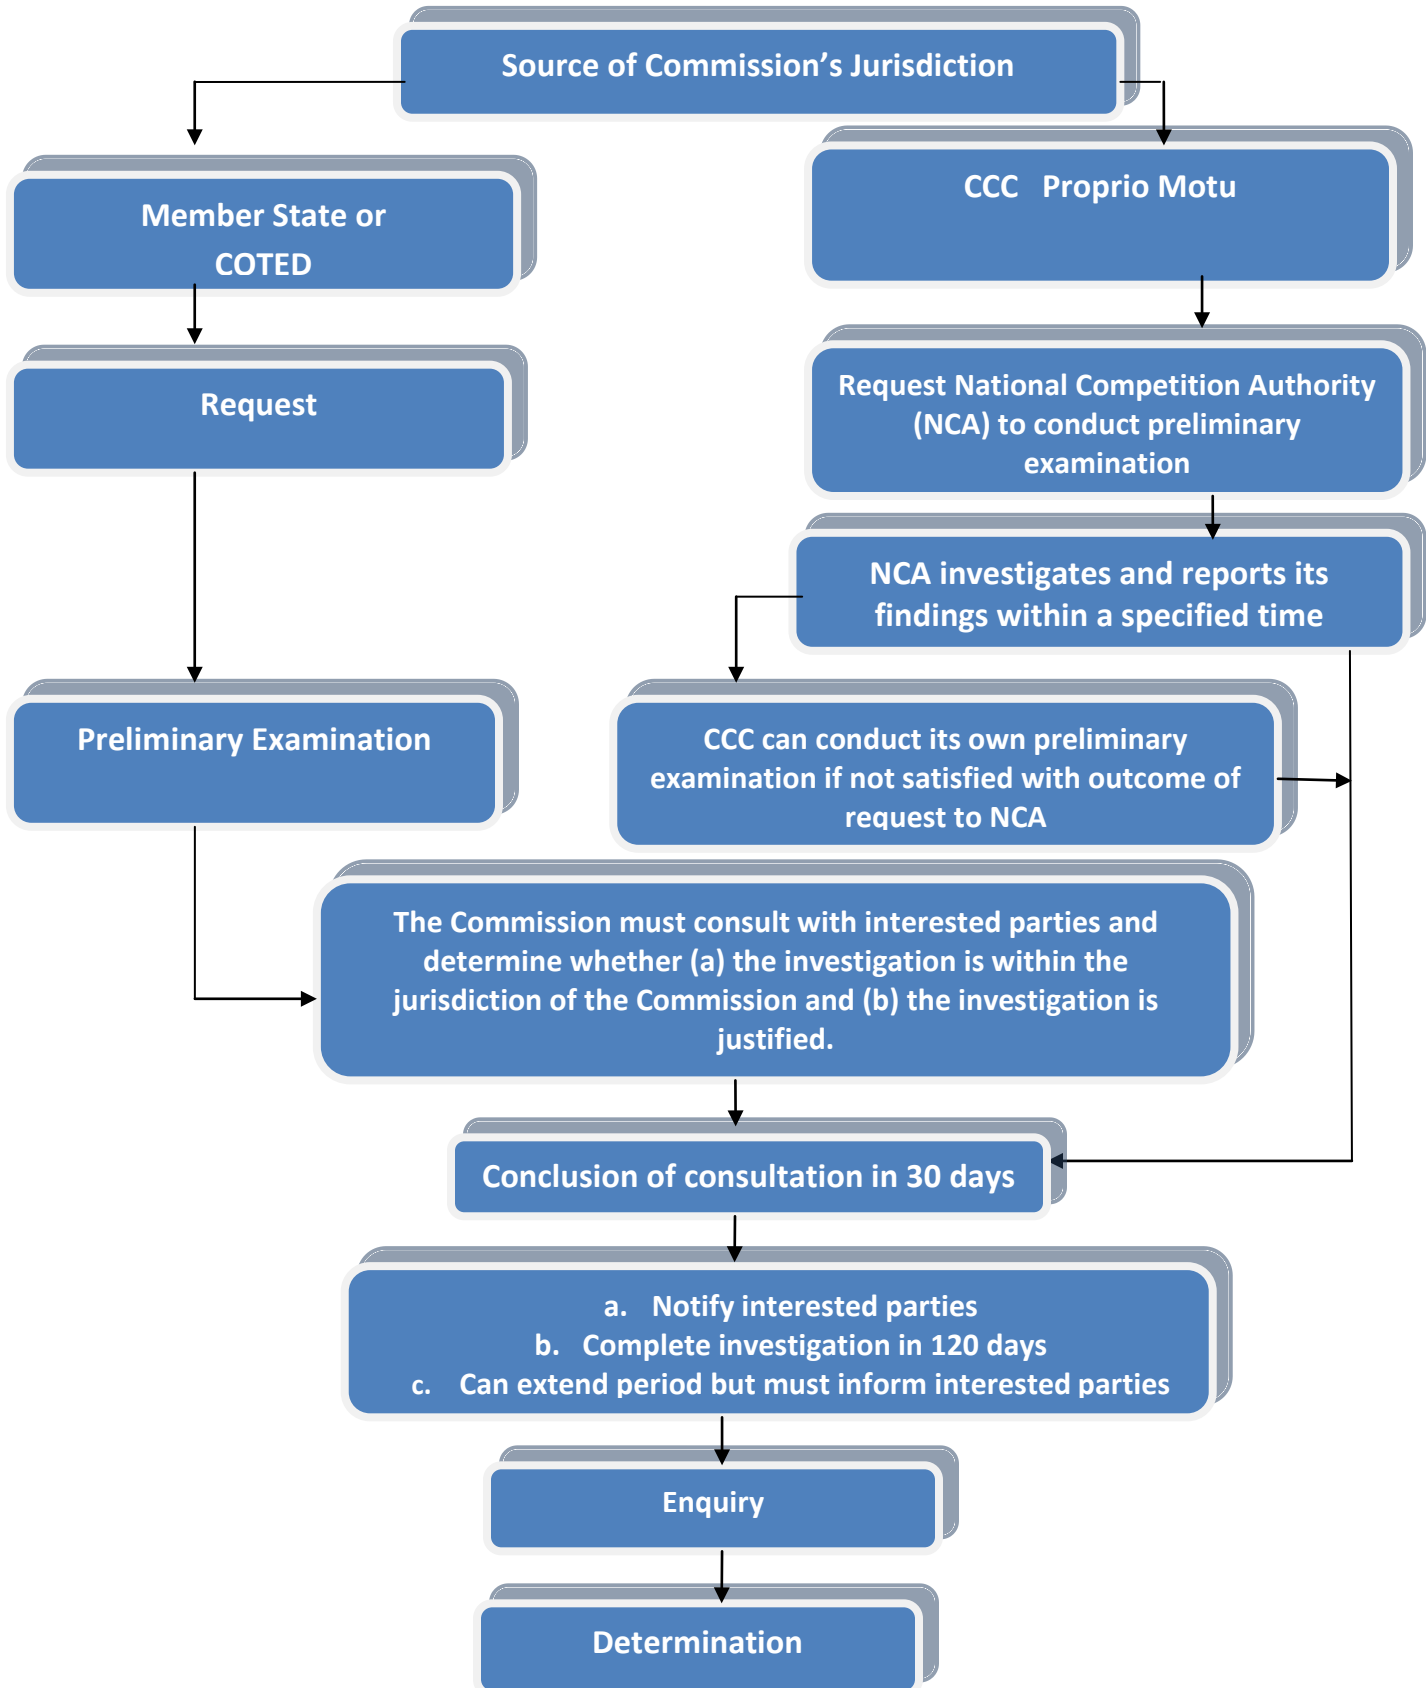 Source of Commission’s Jurisdiction
Member State or
COTED
CCC Proprio Motu
Request
Request National Competition Authority
(NCA) to conduct preliminary
examination
NCA investigates and reports its
findings within a specified time
Preliminary Examination
CCC can conduct its own preliminary
examination if not satisfied with outcome of
request to NCA
The Commission must consult with interested parties and
determine whether (a) the investigation is within the
jurisdiction of the Commission and (b) the investigation is
justified.
Conclusion of consultation in 30 days
a. Notify interested parties
b. Complete investigation in 120 days
c. Can extend period but must inform interested parties
Enquiry
Determination